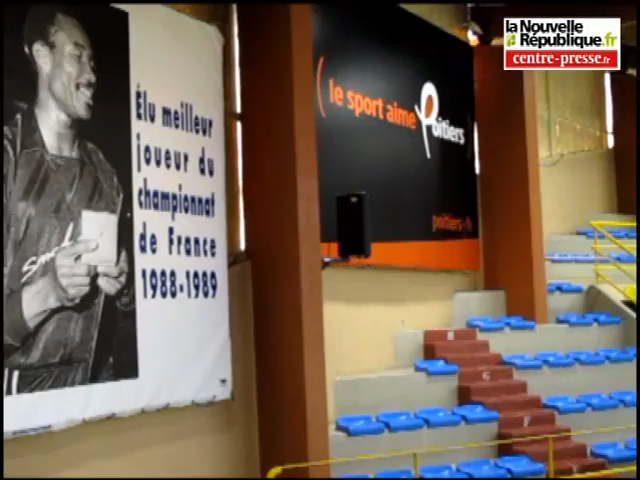 la Nouvelle
République.fr
centre-presse.fr
Élu meilleur
joueur du
championnat
de France
1988-1989
(le sport aime Poitiers
poitiers.fr